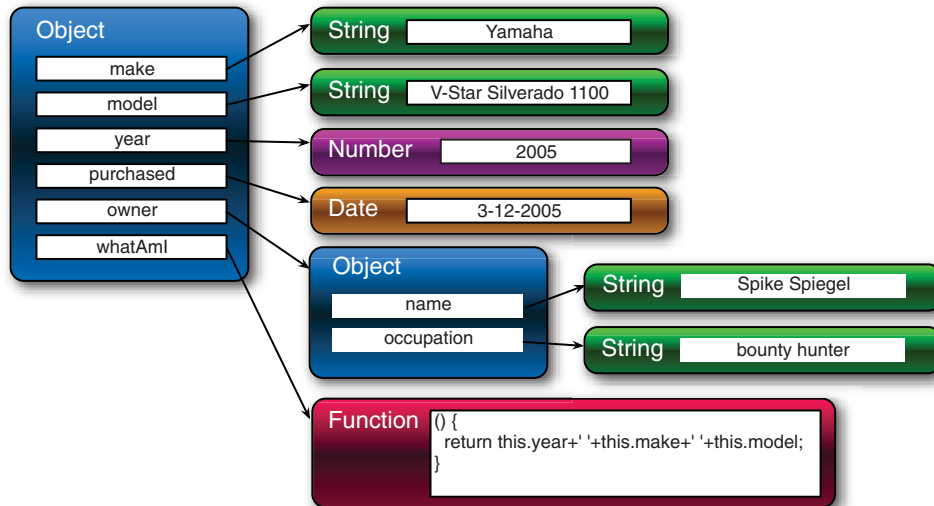 Object
make
model
year
purchased
owner
whatAmI
String Yamaha
String V-Star Silverado 1100
Number 2005
Date 3-12-2005
Object
name
occupation
String Spike Spiegel
String bounty hunter
Function () {
return this.year+' '+this.make+' '+this.model;
}